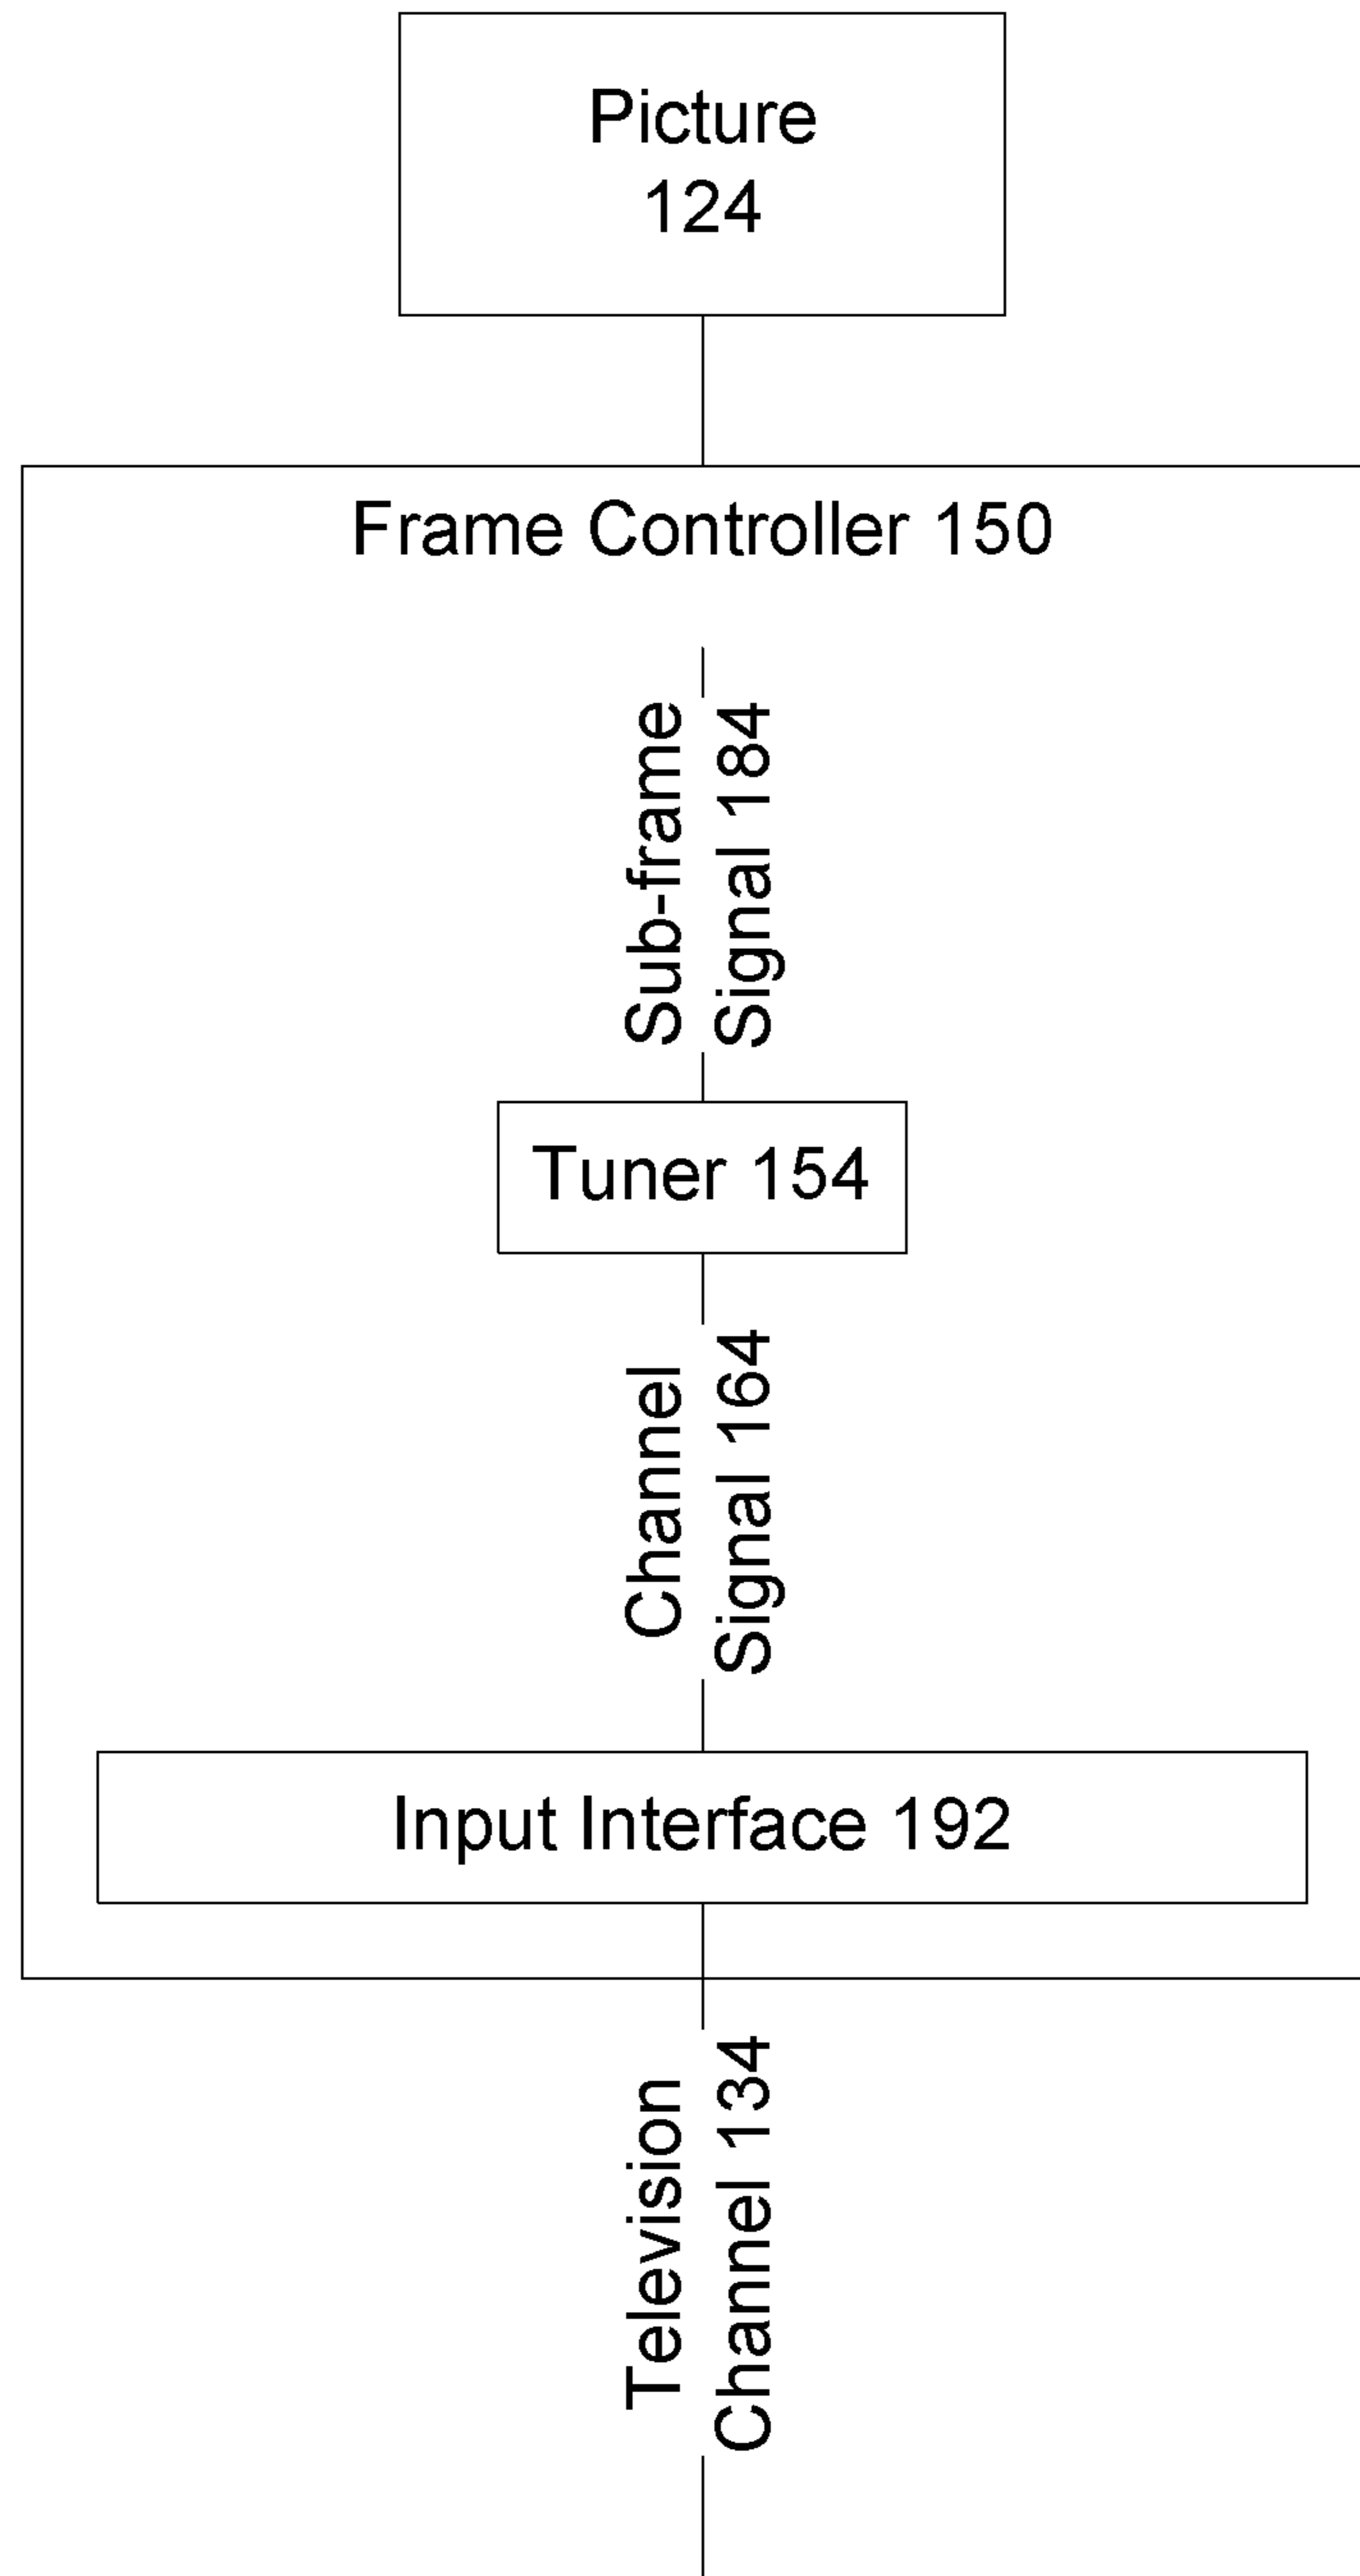 Picture
124
Frame Controller 150
Sub-frame
Signal 184
Tuner 154
Channel
Signal 164
Input Interface 192
Television
Channel 134